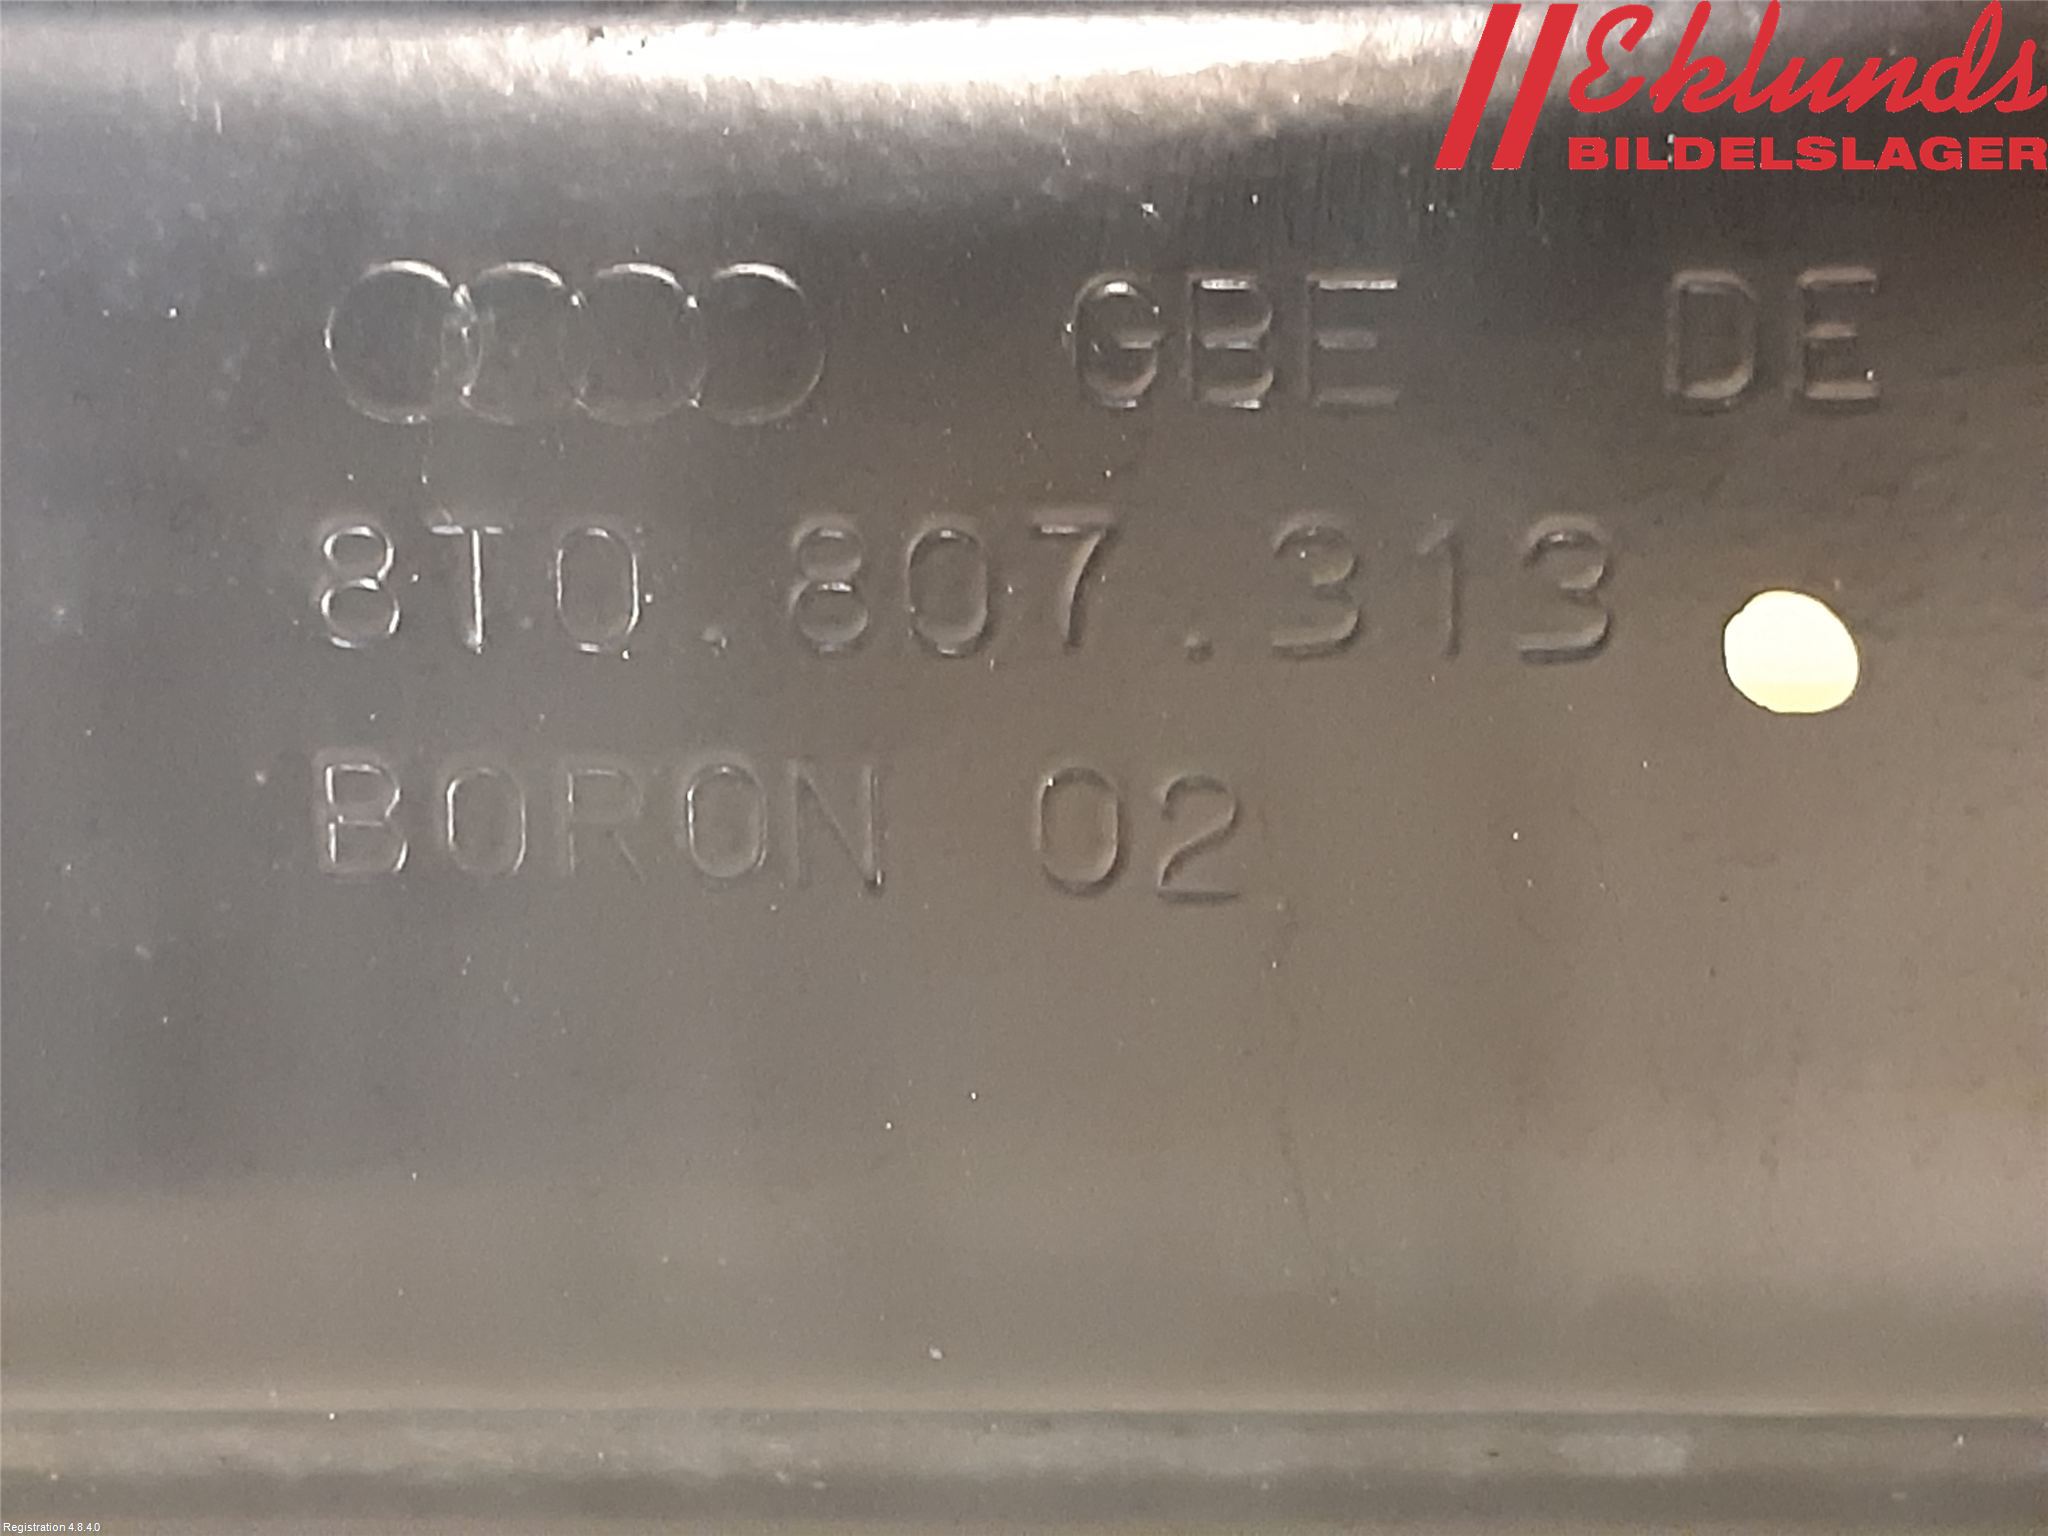 Eklunds
BILDELSLAGER
GBE DE
8T0.807.313
BORON 02
Registration 4.8.4.0